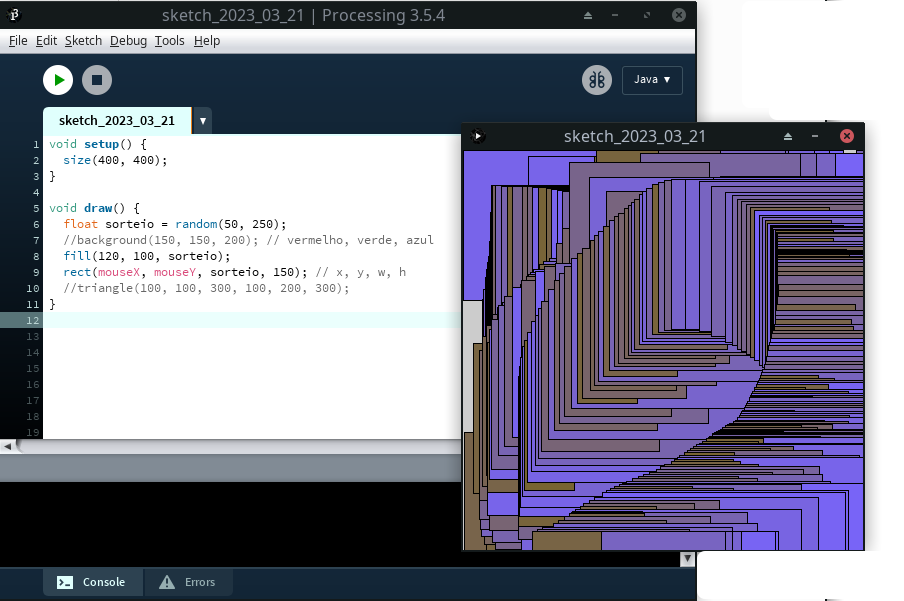 sketch_2023_03_21 | Processing 3.5.4
File Edit Sketch Debug Tools Help
Java ▾
sketch_2023_03_21
sketch_2023_03_21
1 void setup() {
2   size(400, 400);
3 }
4
5 void draw() {
6   float sorteio = random(50, 250);
7   //background(150, 150, 200); // vermelho, verde, azul
8   fill(120, 100, sorteio);
9   rect(mouseX, mouseY, sorteio, 150); // x, y, w, h
10   //triangle(100, 100, 300, 100, 200, 300);
11 }
12
13
14
15
16
17
18
19
Console Errors